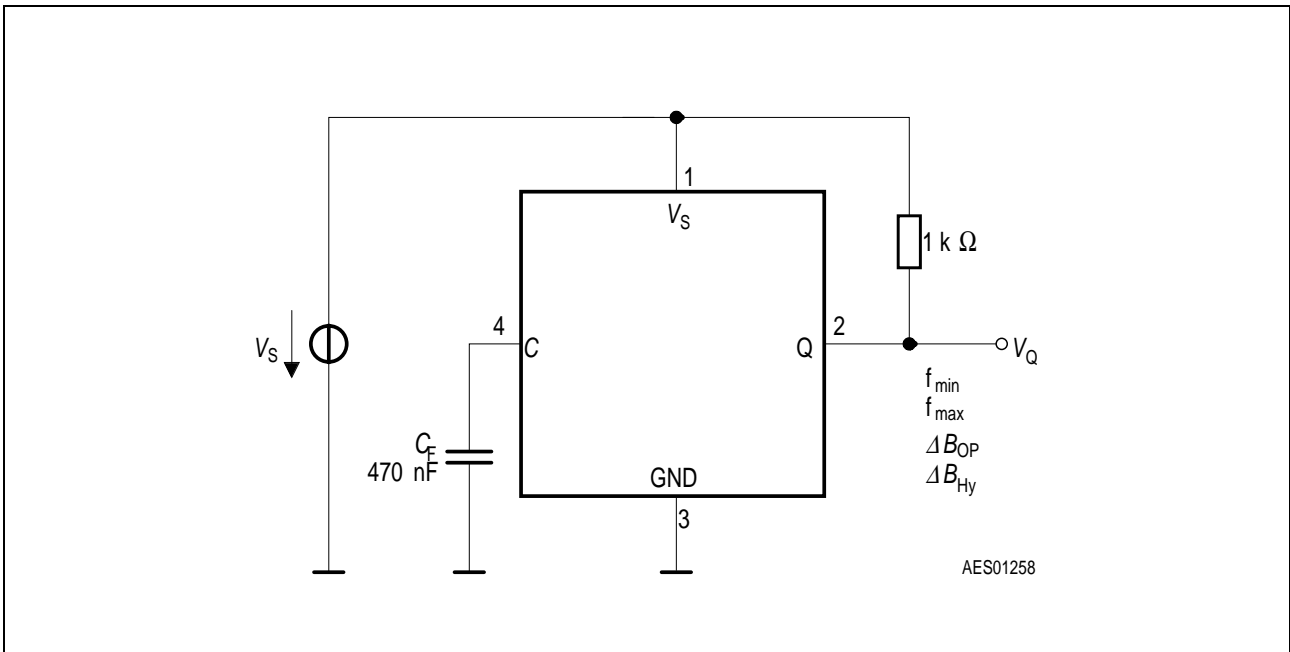 1
V_S
1 k Ω
4
C
Q
2
V_S
V_Q
f_min
f_max
ΔB_OP
ΔB_Hy
C_F
470 nF
GND
3
AES01258